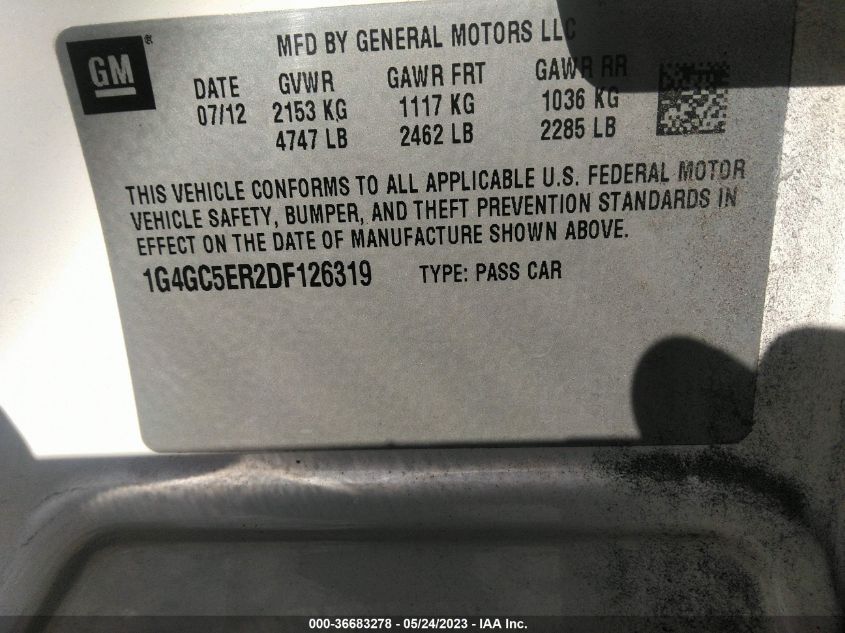 GM
MFD BY GENERAL MOTORS LLC
DATE GVWR GAWR FRT GAWR RR
07/12 2153 KG 1117 KG 1036 KG
4747 LB 2462 LB 2285 LB
THIS VEHICLE CONFORMS TO ALL APPLICABLE U.S. FEDERAL MOTOR
VEHICLE SAFETY, BUMPER, AND THEFT PREVENTION STANDARDS IN
EFFECT ON THE DATE OF MANUFACTURE SHOWN ABOVE.
1G4GC5ER2DF126319 TYPE: PASS CAR
000-36683278 - 05/24/2023 - IAA Inc.